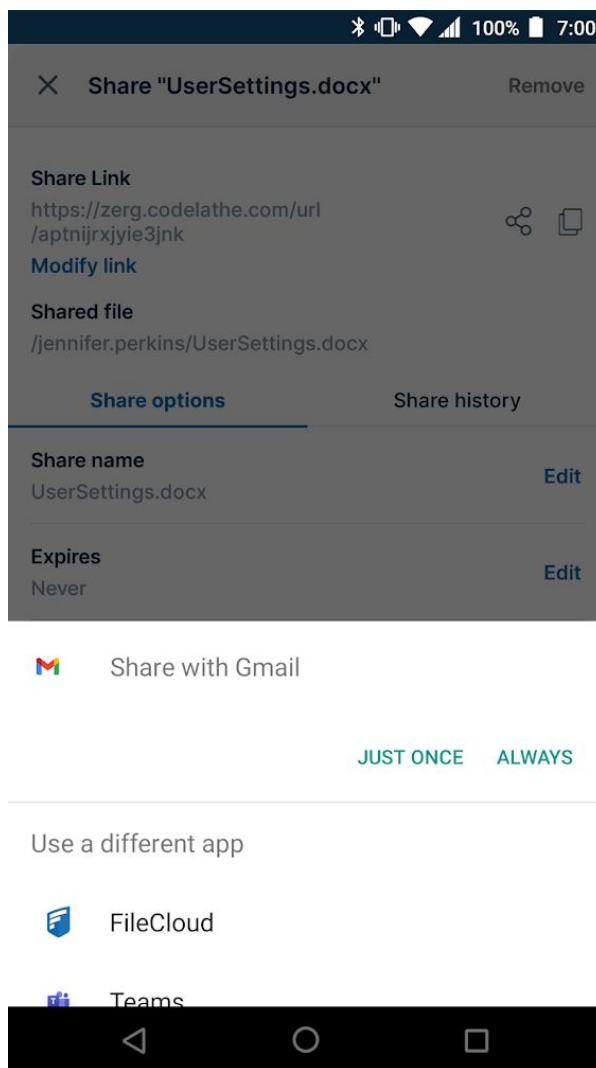 100% 7:00
Share "UserSettings.docx" Remove
Share Link
https://zerg.codelathe.com/url
/aptnijrxjyie3jnk
Modify link
Shared file
/jennifer.perkins/UserSettings.docx
Share options Share history
Share name
UserSettings.docx
Edit
Expires
Never
Edit
Share with Gmail
JUST ONCE ALWAYS
Use a different app
FileCloud
Teams